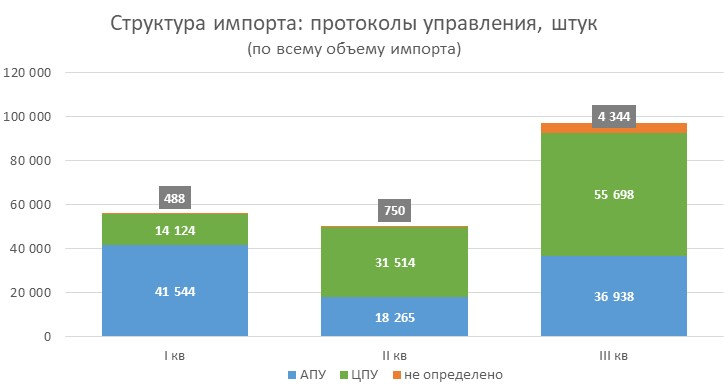 Структура импорта: протоколы управления, штук
(по всему объему импорта)
120 000
100 000
80 000
60 000
40 000
20 000
0
488
14 124
41 544
750
31 514
18 265
4 344
55 698
36 938
I кв
II кв
III кв
АПУ ЦПУ не определено